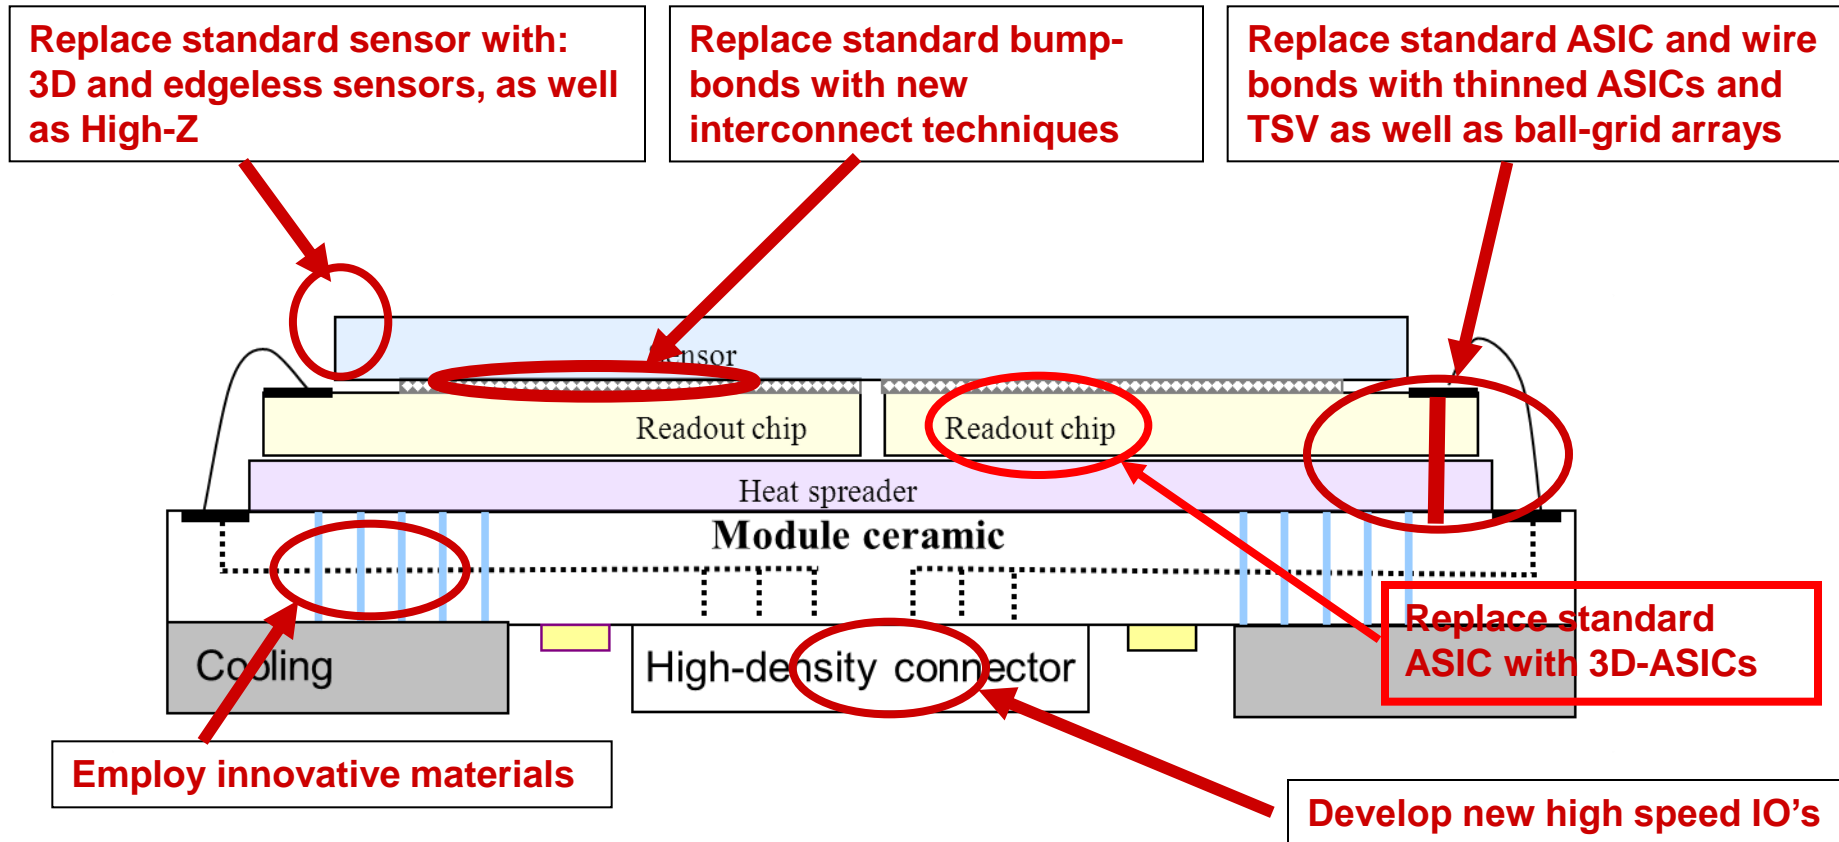 Replace standard sensor with:
3D and edgeless sensors, as well
as High-Z
Replace standard bump-
bonds with new
interconnect techniques
Replace standard ASIC and wire
bonds with thinned ASICs and
TSV as well as ball-grid arrays
Sensor
Readout chip
Readout chip
Heat spreader
Module ceramic
Cooling
High-density connector
Replace standard
ASIC with 3D-ASICs
Employ innovative materials
Develop new high speed IO’s